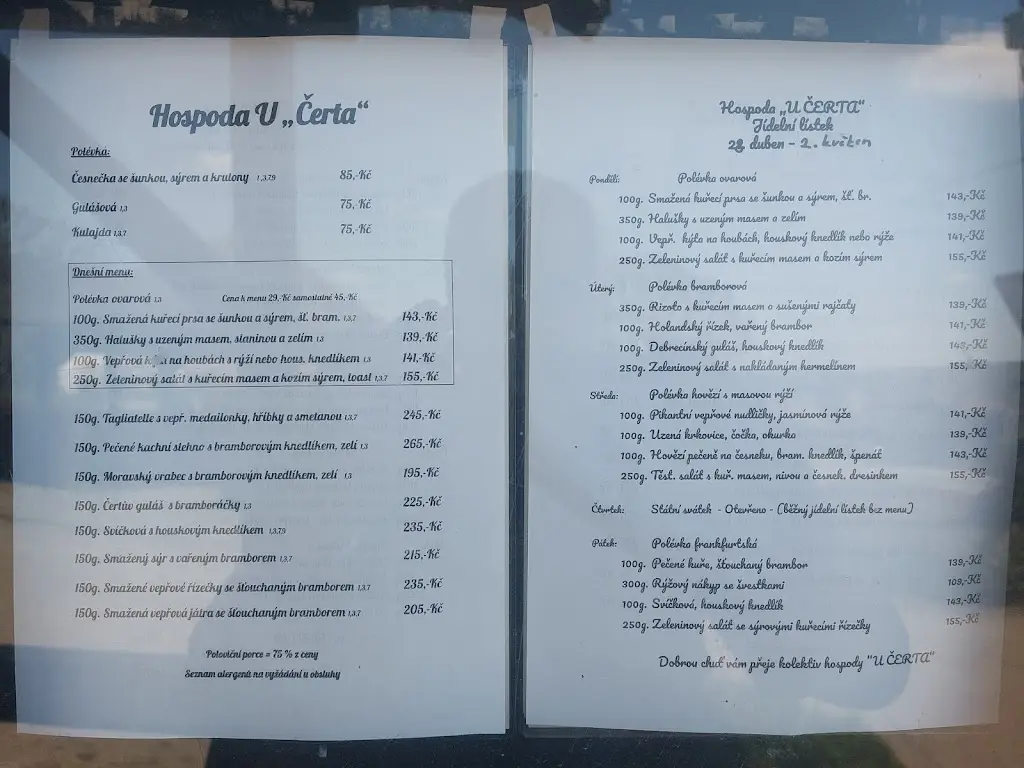 Hospoda U „Čerta“
Polévka:
Česnečka se šunkou, sýrem a krutony 1,3,7,9 85,-Kč
Gulášová 1,3 75,-Kč
Kulajda 1,3,7 75,-Kč
Dnešní menu:
Polévka ovarová 1,3 Cena k menu 29,-Kč samostatně 45,-Kč
100g. Smažená kuřecí prsa se šunkou a sýrem, šť. bram. 1,3,7 143,-Kč
350g. Halušky s uzeným masem, slaninou a zelím 1,3 139,-Kč
100g. Vepřová na houbách s rýží nebo hous. knedlíkem 1,3 141,-Kč
250g. Zeleninový salát s kuřecím masem a kozím sýrem, toast 1,3,7 155,-Kč
150g. Tagliatelle s vepř. medailonky, hříbky a smetanou 1,3,7 245,-Kč
150g. Pečené kachní stehno s bramborovým knedlíkem, zelí 1,3 265,-Kč
150g. Moravský vrabec s bramborovým knedlíkem, zelí 1,3 195,-Kč
150g. Čertův guláš s bramboráčky 1,3 225,-Kč
150g. Svíčková s houskovým knedlíkem 1,3,7,9 235,-Kč
150g. Smažený sýr s vařeným bramborem 1,3,7 215,-Kč
150g. Smažené vepřové řízečky se šťouchaným bramborem 1,3,7 235,-Kč
150g. Smažená vepřová játra se šťouchaným bramborem 1,3,7 205,-Kč
Poloviční porce = 75 % z ceny
Seznam alergenů na vyžádání u obsluhy
Hospoda „U ČERTA“
Jídelní lístek
28 duben - 2. květen
Pondělí: Polévka ovarová
100g. Smažená kuřecí prsa se šunkou a sýrem, šť. br. 143,-Kč
350g. Halušky s uzeným masem a zelím 139,-Kč
100g. Vepř. kýta na houbách, houskový knedlík nebo rýže 141,-Kč
250g. Zeleninový salát s kuřecím masem a kozím sýrem 155,-Kč
Úterý: Polévka bramborová
350g. Rizoto s kuřecím masem a sušenými rajčaty 139,-Kč
100g. Holandský řízek, vařený brambor 141,-Kč
100g. Debrecínský guláš, houskový knedlík 143,-Kč
250g. Zeleninový salát s nakládaným hermelínem 155,-Kč
Středa: Polévka hovězí s masovou rýží
100g. Pikantní vepřové nudličky, jasmínová rýže 141,-Kč
100g. Uzená krkovice, čočka, okurka 139,-Kč
100g. Hovězí pečeně na česneku, bram. knedlík, špenát 143,-Kč
250g. Těst. salát s kuř. masem, nivou a česnek. dresinkem 155,-Kč
Čtvrtek: Státní svátek - Otevřeno - (běžný jídelní lístek bez menu)
Pátek: Polévka frankfurtská
100g. Pečené kuře, šťouchaný brambor 139,-Kč
300g. Rýžový nákyp se švestkami 109,-Kč
100g. Svíčková, houskový knedlík 143,-Kč
250g. Zeleninový salát se sýrovými kuřecími řízečky 155,-Kč
Dobrou chuť vám přeje kolektiv hospody "U ČERTA"